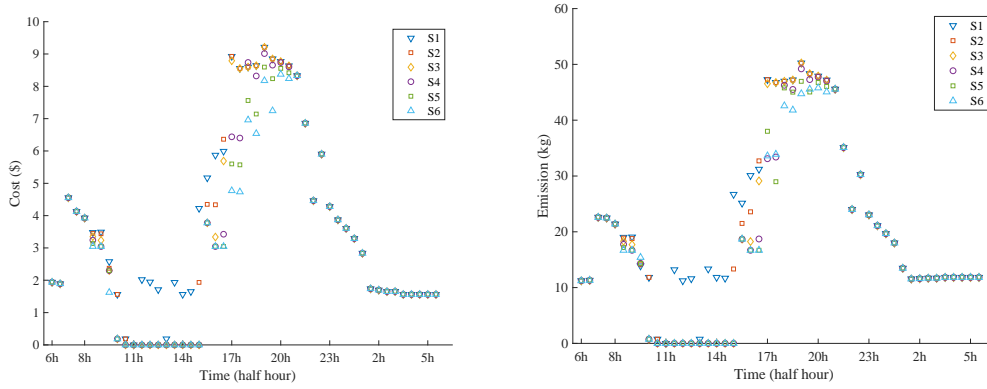 10
9
8
7
6
5
4
3
2
1
0
Cost ($)
6h 8h 11h 14h 17h 20h 23h 2h 5h
Time (half hour)
S1
S2
S3
S4
S5
S6
60
50
40
30
20
10
0
Emission (kg)
6h 8h 11h 14h 17h 20h 23h 2h 5h
Time (half hour)
S1
S2
S3
S4
S5
S6